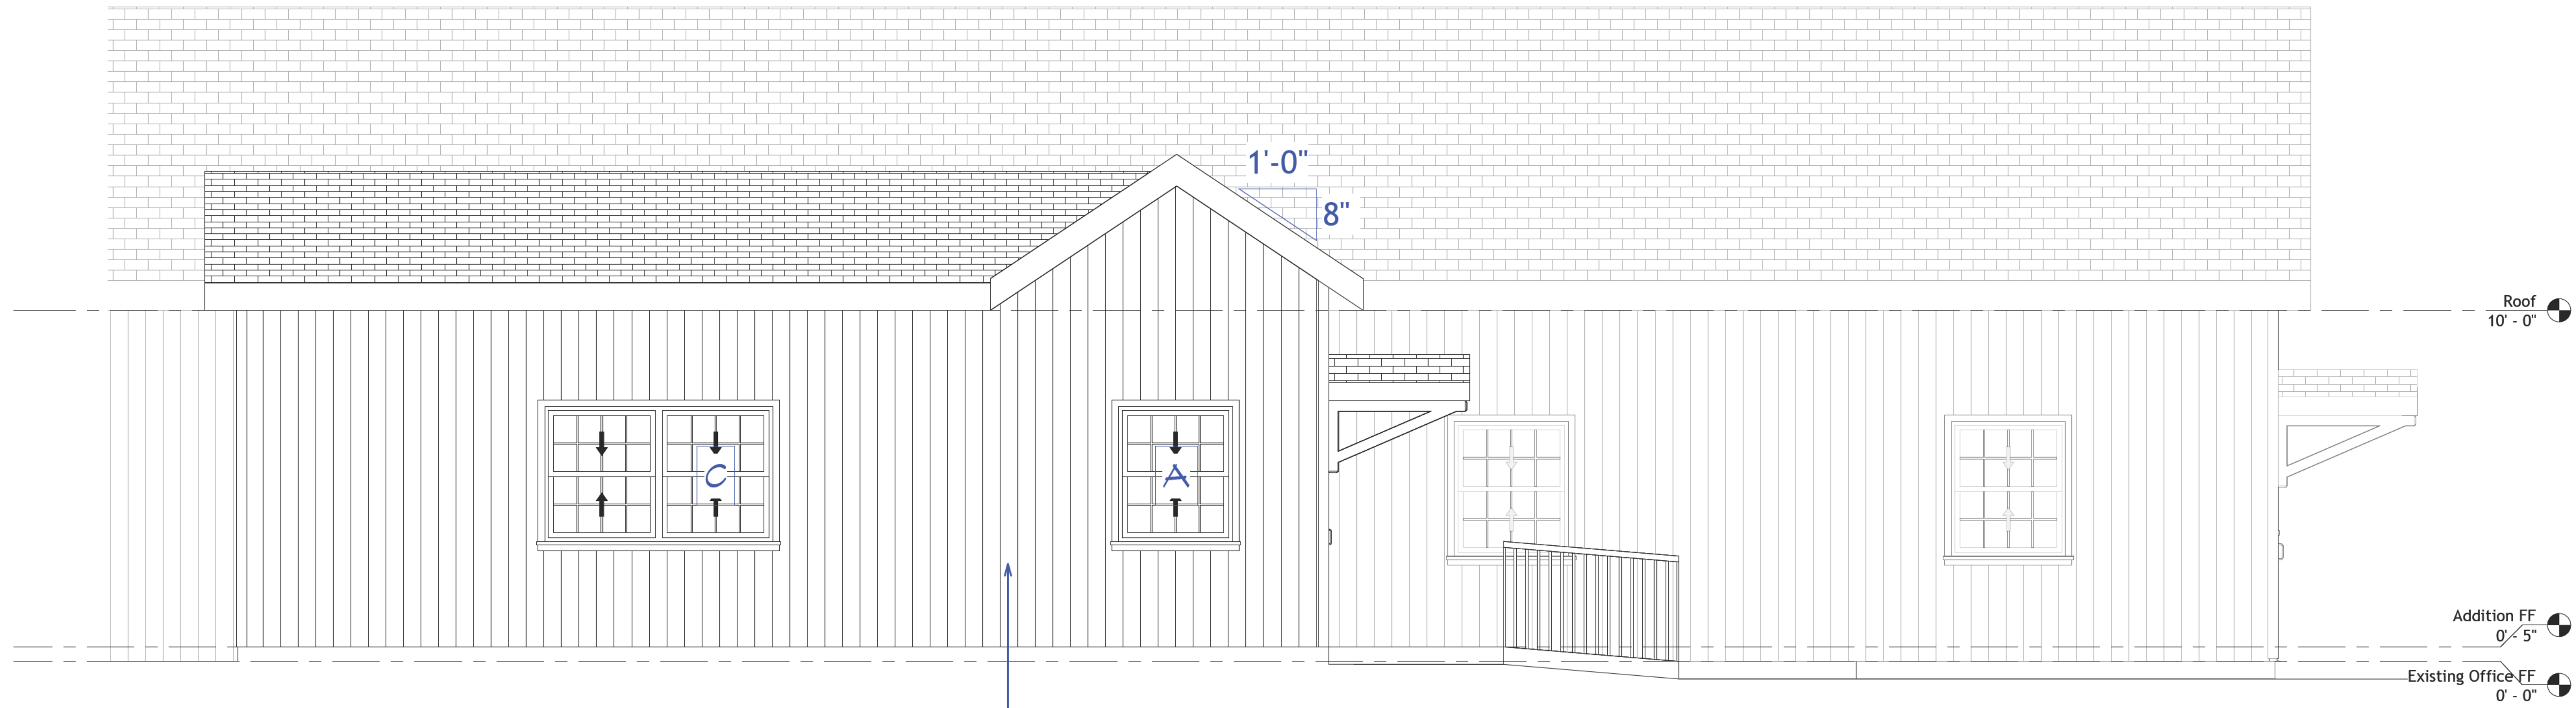 1'-0"
8"
Roof
10' - 0"
C
A
Addition FF
0' - 5"
Existing Office FF
0' - 0"